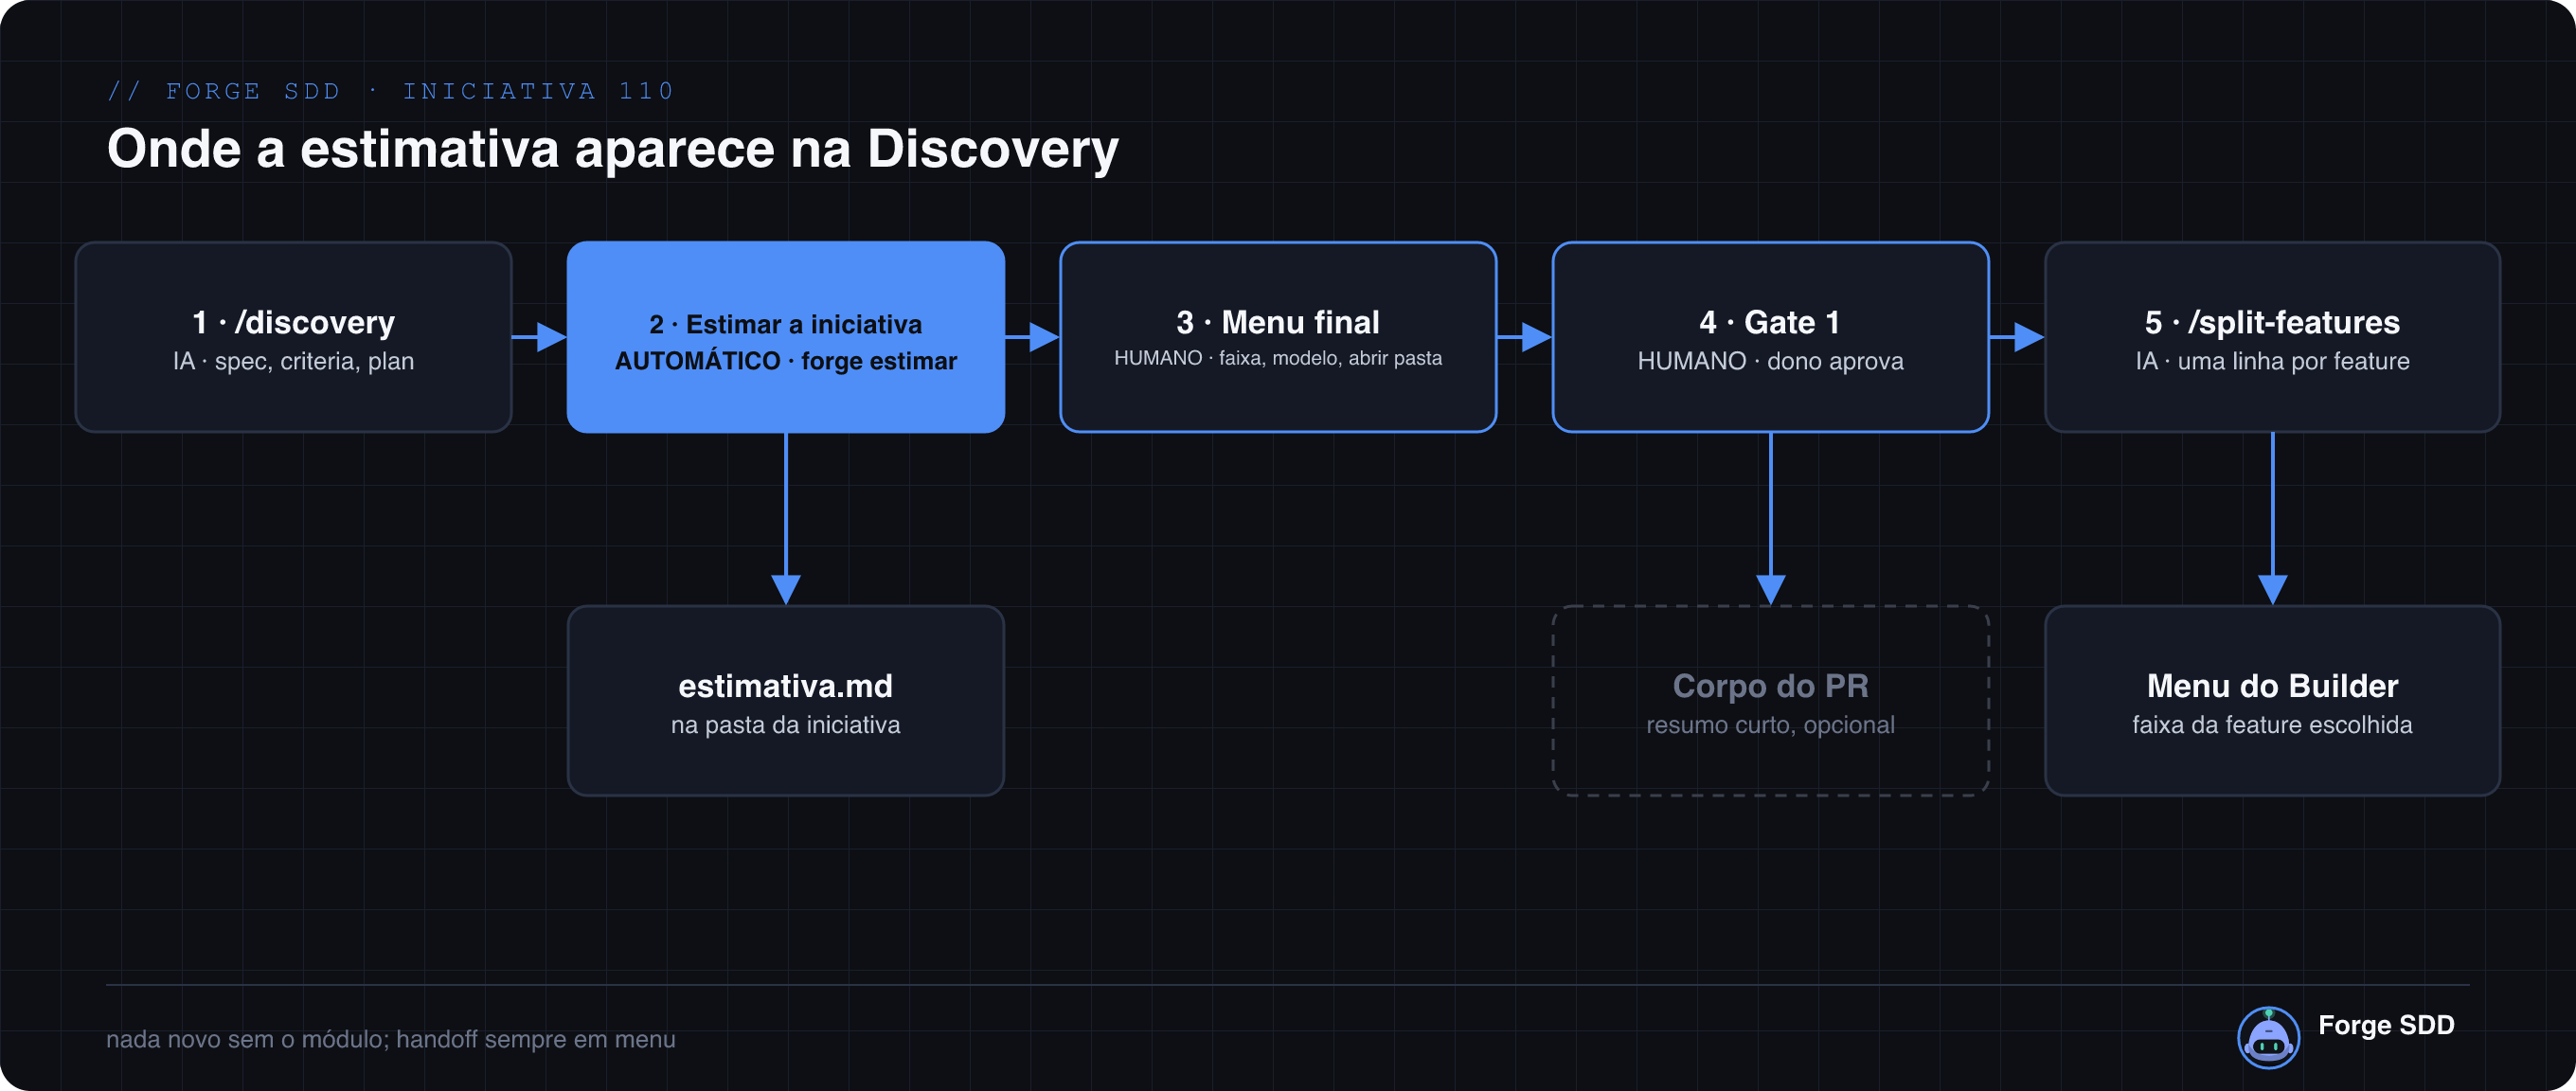 // FORGE SDD · INICIATIVA 110
Onde a estimativa aparece na Discovery
1 · /discovery
IA · spec, criteria, plan
2 · Estimar a iniciativa
AUTOMÁTICO · forge estimar
3 · Menu final
HUMANO · faixa, modelo, abrir pasta
4 · Gate 1
HUMANO · dono aprova
5 · /split-features
IA · uma linha por feature
estimativa.md
na pasta da iniciativa
Corpo do PR
resumo curto, opcional
Menu do Builder
faixa da feature escolhida
nada novo sem o módulo; handoff sempre em menu
Forge SDD